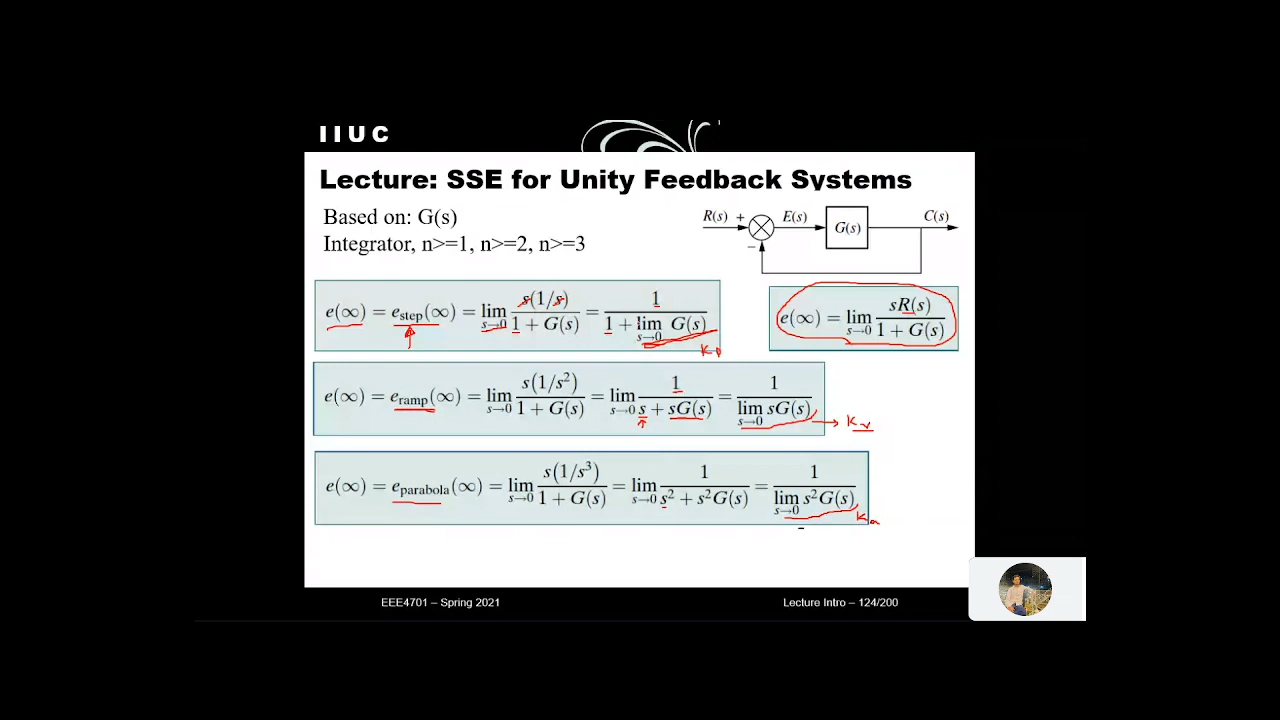 IIUC
Lecture: SSE for Unity Feedback Systems
Based on: G(s)
Integrator, n>=1, n>=2, n>=3
R(s) + E(s) G(s) C(s)
−
e(∞) = e_step(∞) = lim_{s→0} s(1/s) / (1 + G(s)) = 1 / (1 + lim_{s→0} G(s))
Kp
e(∞) = lim_{s→0} sR(s) / (1 + G(s))
e(∞) = e_ramp(∞) = lim_{s→0} s(1/s²) / (1 + G(s)) = lim_{s→0} 1 / (s + sG(s)) = 1 / lim_{s→0} sG(s)
Kv
e(∞) = e_parabola(∞) = lim_{s→0} s(1/s³) / (1 + G(s)) = lim_{s→0} 1 / (s² + s²G(s)) = 1 / lim_{s→0} s²G(s)
Ka
EEE4701 – Spring 2021
Lecture Intro – 124/200